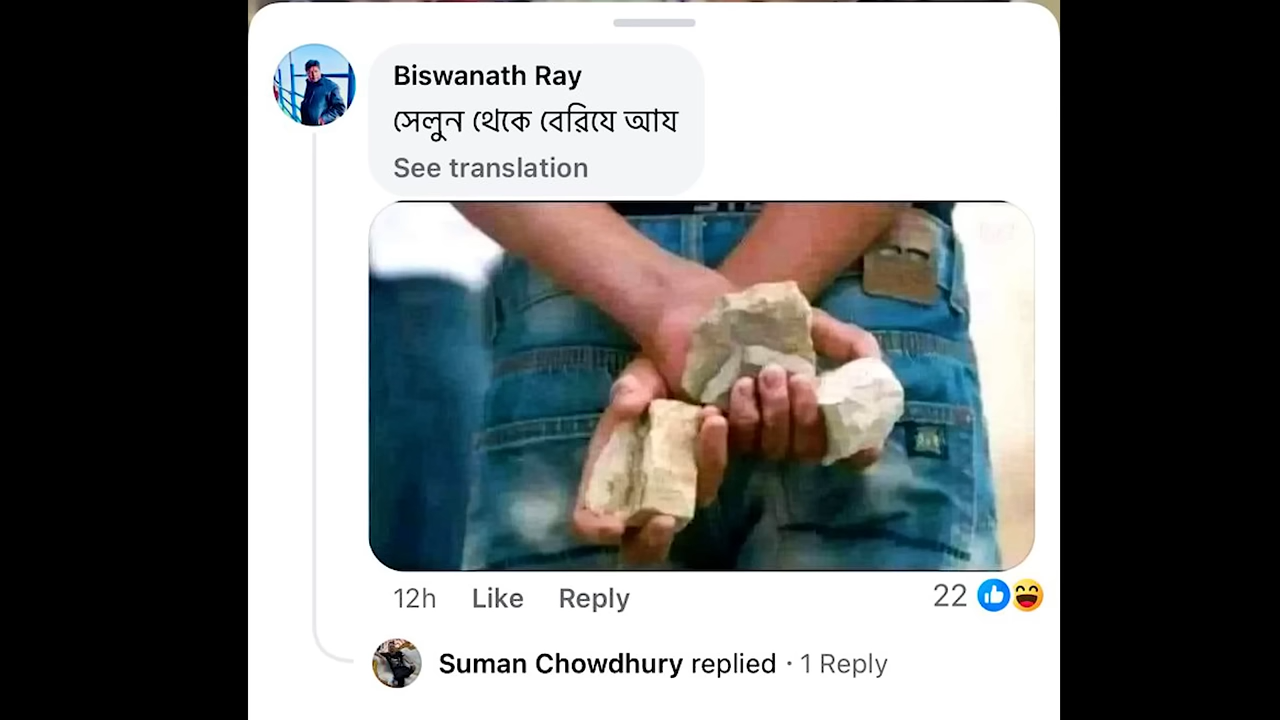 Biswanath Ray
সেলুন থেকে বেরিযে আয
See translation
12h Like Reply 22
Suman Chowdhury replied · 1 Reply